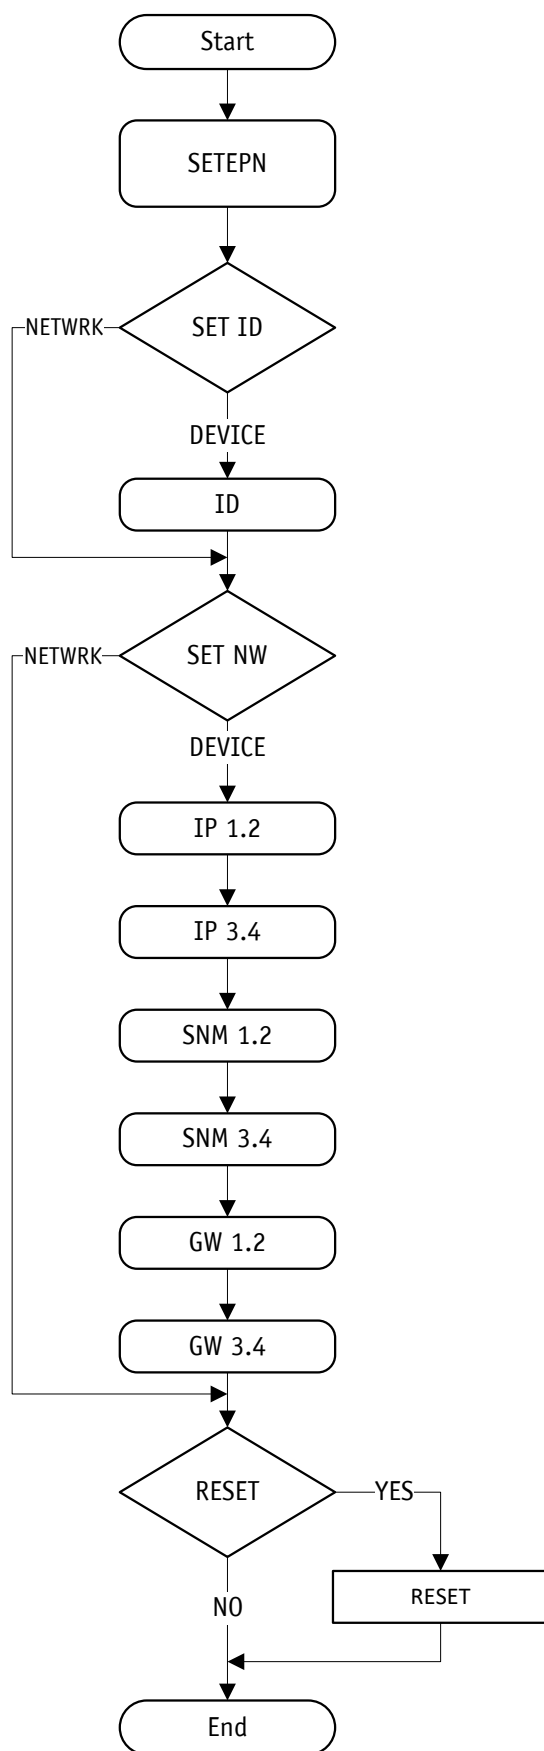 Start
SETEPN
SET ID
NETWRK
DEVICE
ID
SET NW
NETWRK
DEVICE
IP 1.2
IP 3.4
SNM 1.2
SNM 3.4
GW 1.2
GW 3.4
RESET
YES
RESET
NO
End